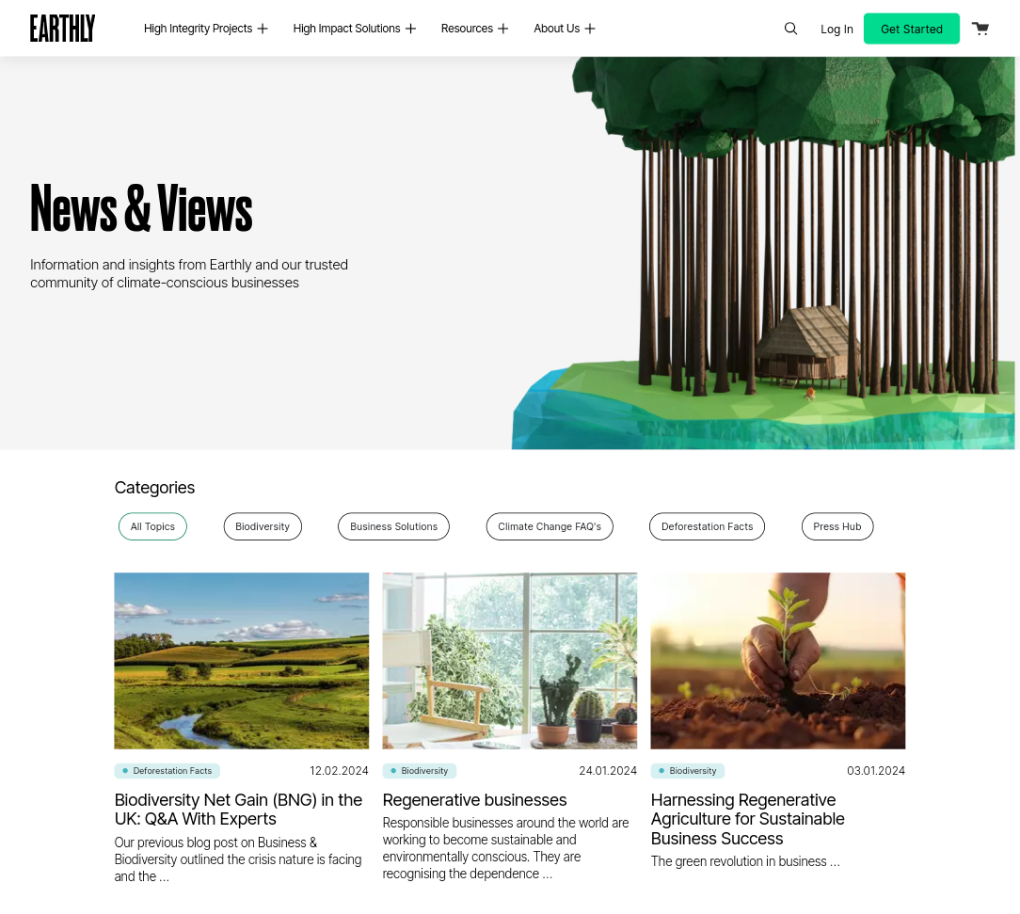 EARTHLY
High Integrity Projects
High Impact Solutions
Resources
About Us
Log In
Get Started
News & Views
Information and insights from Earthly and our trusted
community of climate-conscious businesses
Categories
All Topics
Biodiversity
Business Solutions
Climate Change FAQ's
Deforestation Facts
Press Hub
Deforestation Facts
12.02.2024
Biodiversity Net Gain (BNG) in the
UK: Q&A With Experts
Our previous blog post on Business &
Biodiversity outlined the crisis nature is facing
and the ...
Biodiversity
24.01.2024
Regenerative businesses
Responsible businesses around the world are
working to become sustainable and
environmentally conscious. They are
recognising the dependence ...
Biodiversity
03.01.2024
Harnessing Regenerative
Agriculture for Sustainable
Business Success
The green revolution in business ...